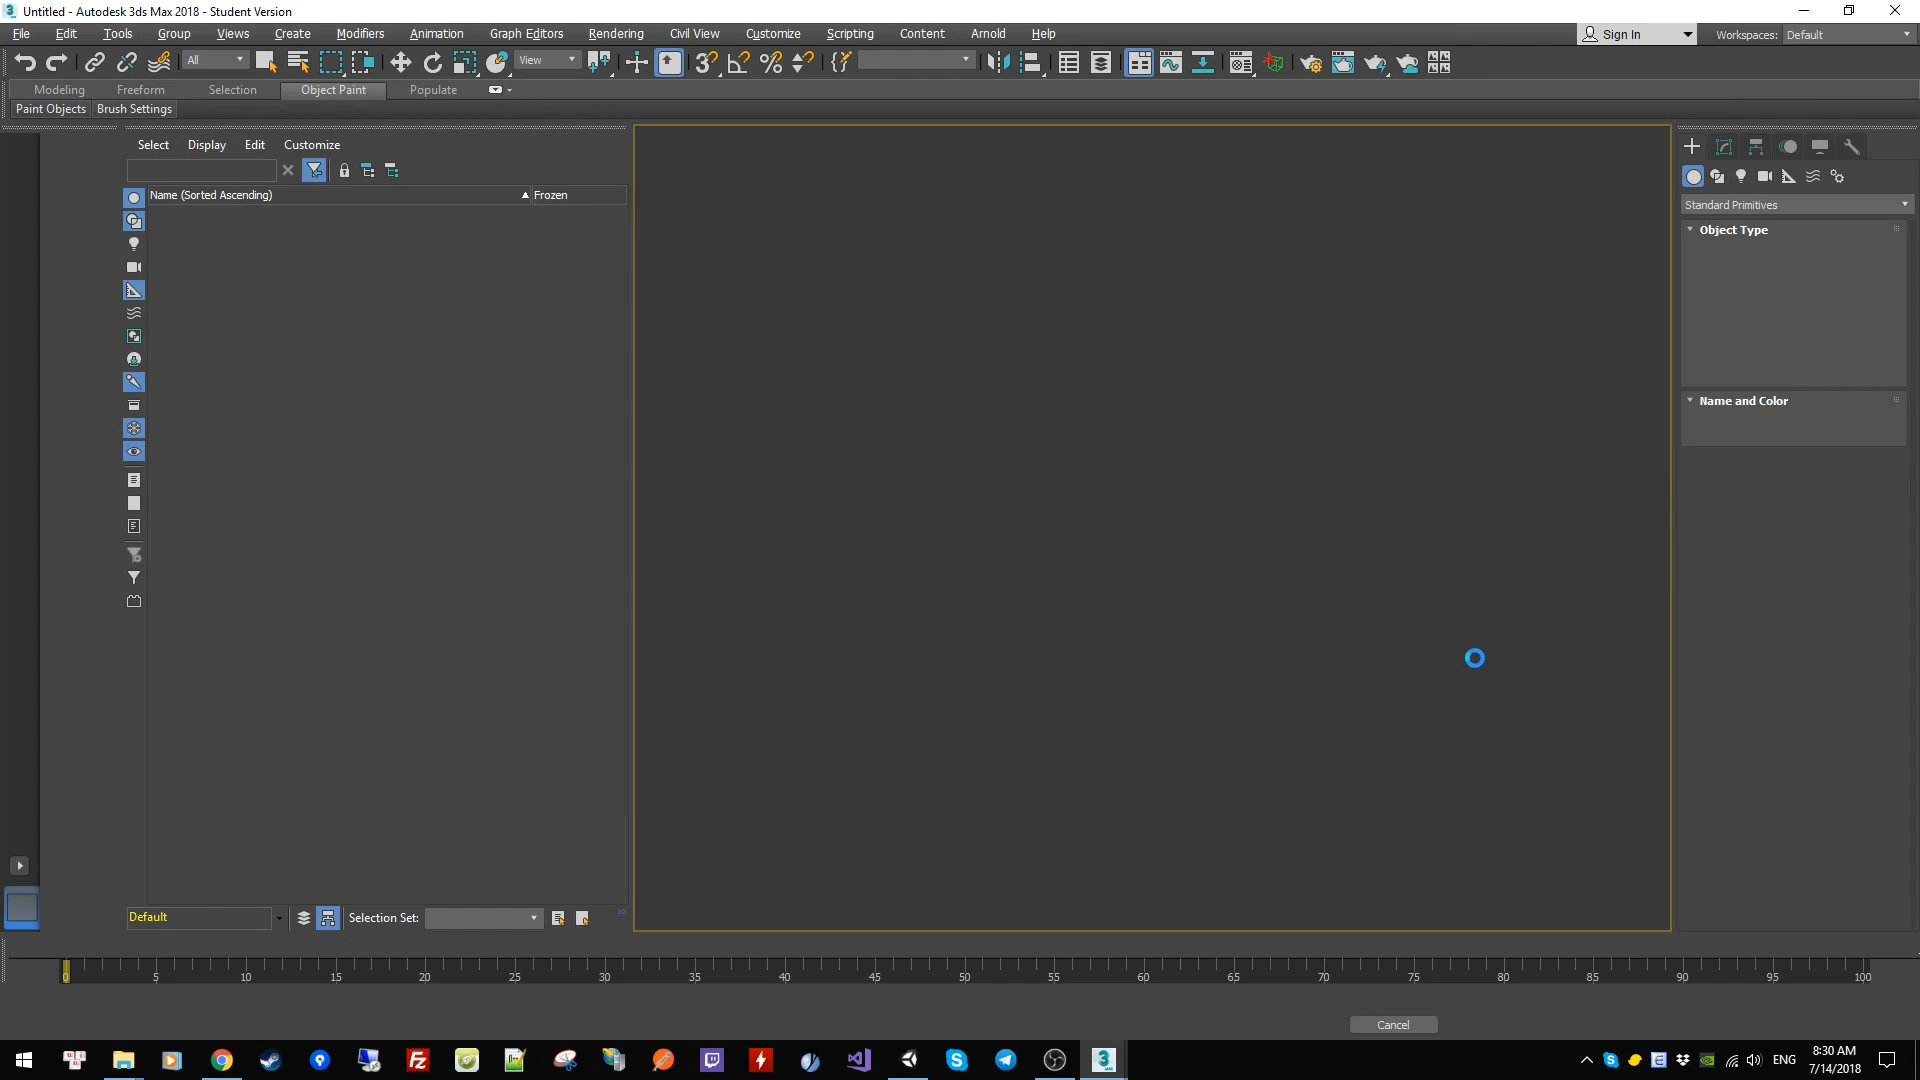 Untitled - Autodesk 3ds Max 2018 - Student Version
File Edit Tools Group Views Create Modifiers Animation Graph Editors Rendering Civil View Customize Scripting Content Arnold Help Sign In Workspaces: Default
All View
Modeling Freeform Selection Object Paint Populate
Paint Objects Brush Settings
Select Display Edit Customize
Name (Sorted Ascending) Frozen
Standard Primitives
Object Type
Name and Color
Default Selection Set:
0 5 10 15 20 25 30 35 40 45 50 55 60 65 70 75 80 85 90 95 100
Cancel
ENG 8:30 AM
7/14/2018